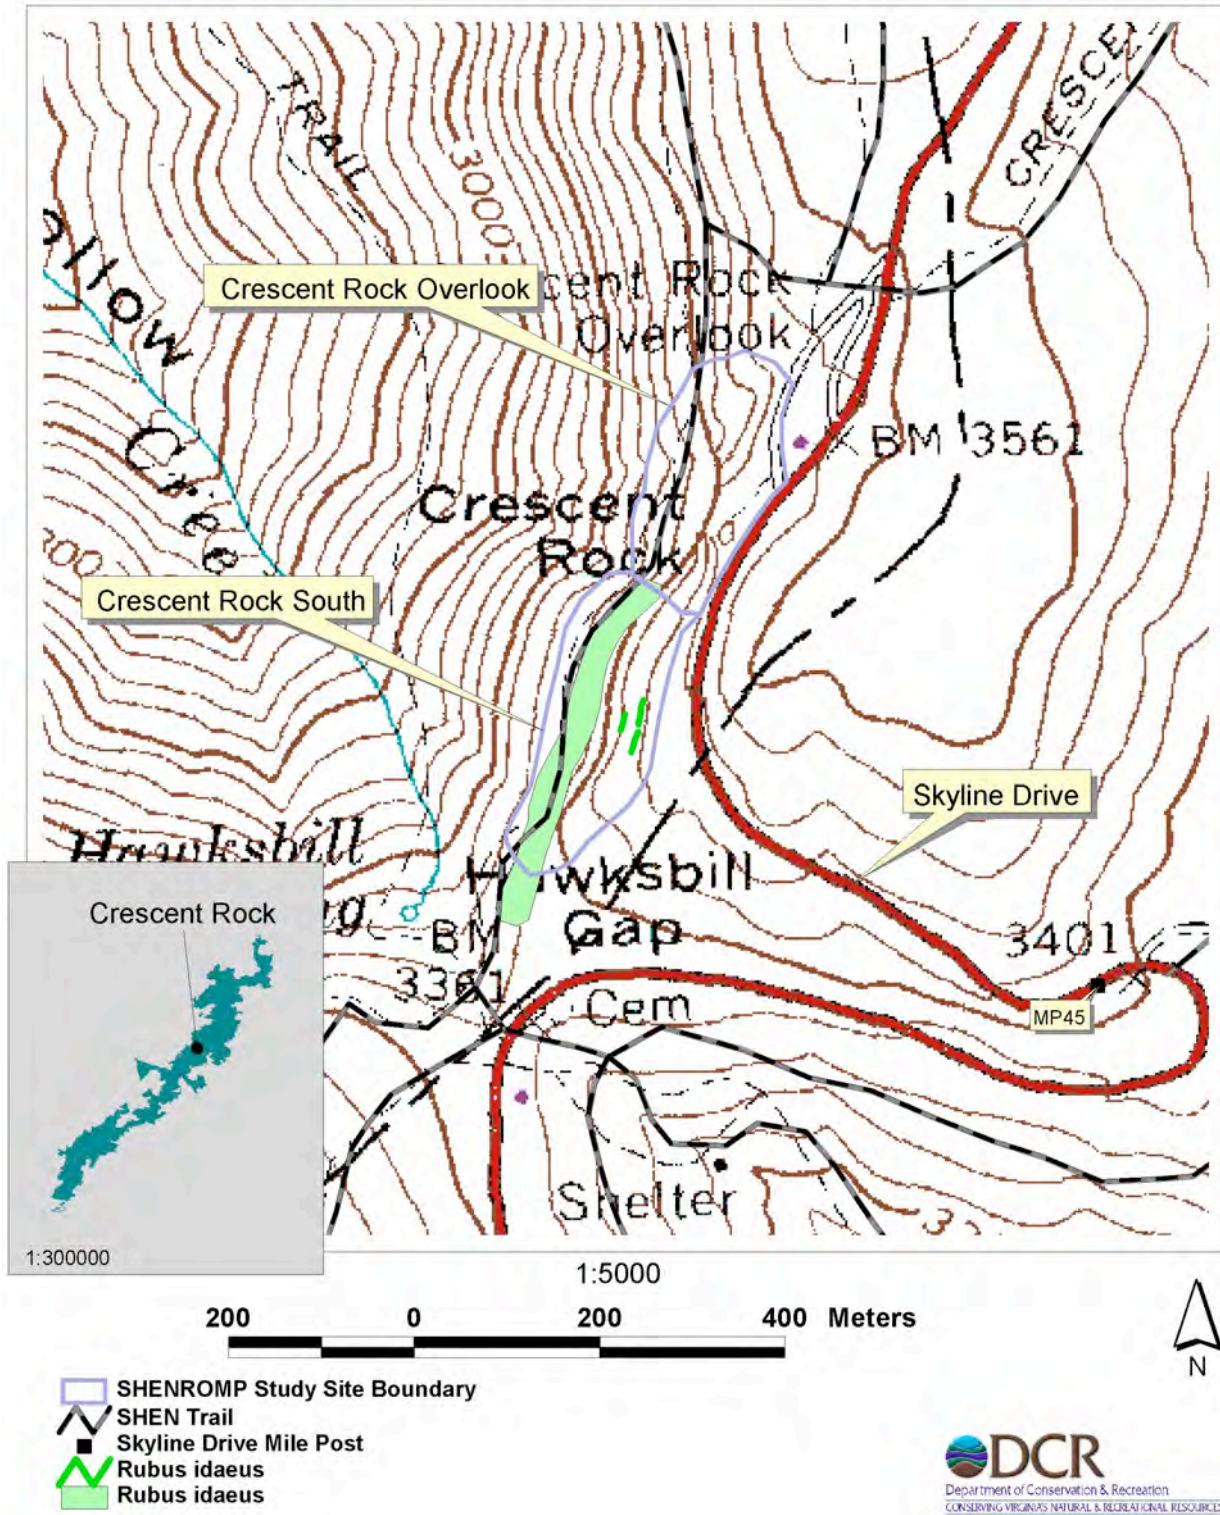 TRAIL
3000
CRESCE
ollow
Crescent Rock Overlook
cent Rock
Overlook
Cree
BM 3561
Crescent
Rock
Crescent Rock South
Skyline Drive
Hawksbill
Hawksbill
Gap
3401
BM
3361
Cem
MP45
Shelter
Crescent Rock
1:300000
1:5000
200 0 200 400 Meters
N
SHENROMP Study Site Boundary
SHEN Trail
Skyline Drive Mile Post
Rubus idaeus
Rubus idaeus
DCR
Department of Conservation & Recreation
CONSERVING VIRGINIA'S NATURAL & RECREATIONAL RESOURCES